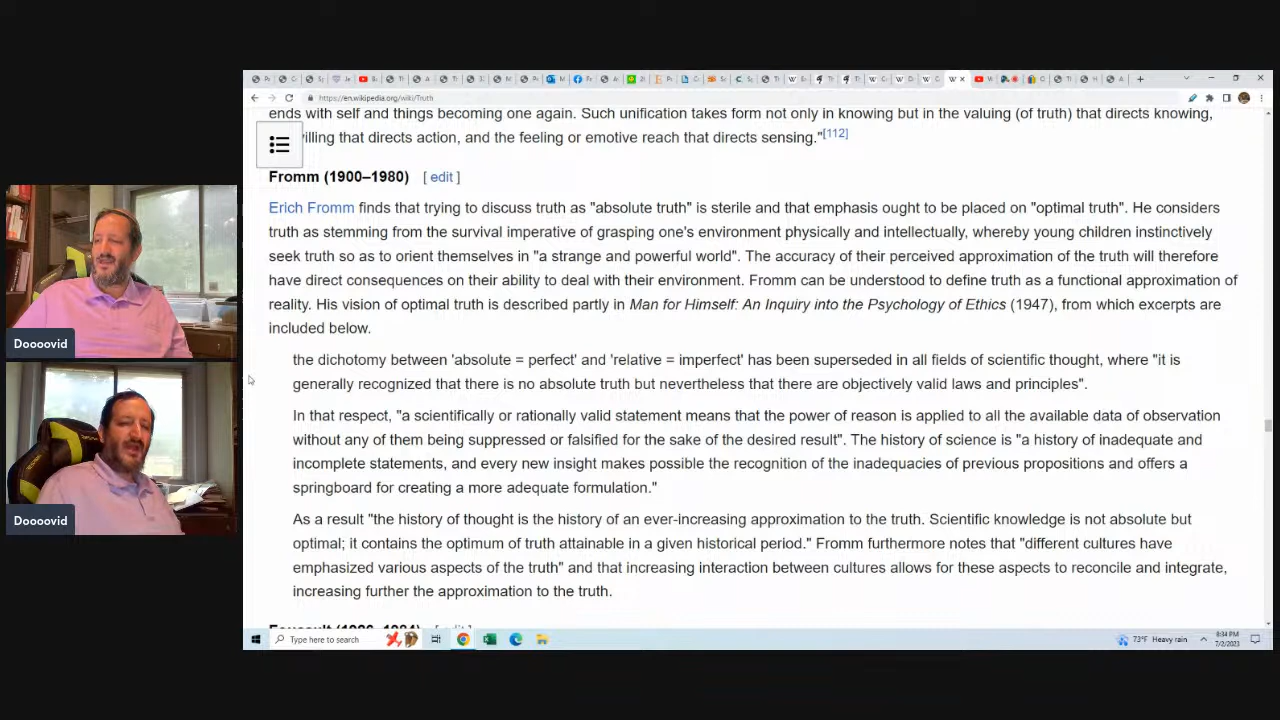 https://en.wikipedia.org/wiki/Truth
ends with self and things becoming one again. Such unification takes form not only in knowing but in the valuing (of truth) that directs knowing,
illing that directs action, and the feeling or emotive reach that directs sensing."[112]
Fromm (1900–1980) [ edit ]
Erich Fromm finds that trying to discuss truth as "absolute truth" is sterile and that emphasis ought to be placed on "optimal truth". He considers
truth as stemming from the survival imperative of grasping one's environment physically and intellectually, whereby young children instinctively
seek truth so as to orient themselves in "a strange and powerful world". The accuracy of their perceived approximation of the truth will therefore
have direct consequences on their ability to deal with their environment. Fromm can be understood to define truth as a functional approximation of
reality. His vision of optimal truth is described partly in Man for Himself: An Inquiry into the Psychology of Ethics (1947), from which excerpts are
included below.
the dichotomy between 'absolute = perfect' and 'relative = imperfect' has been superseded in all fields of scientific thought, where "it is
generally recognized that there is no absolute truth but nevertheless that there are objectively valid laws and principles".
In that respect, "a scientifically or rationally valid statement means that the power of reason is applied to all the available data of observation
without any of them being suppressed or falsified for the sake of the desired result". The history of science is "a history of inadequate and
incomplete statements, and every new insight makes possible the recognition of the inadequacies of previous propositions and offers a
springboard for creating a more adequate formulation."
As a result "the history of thought is the history of an ever-increasing approximation to the truth. Scientific knowledge is not absolute but
optimal; it contains the optimum of truth attainable in a given historical period." Fromm furthermore notes that "different cultures have
emphasized various aspects of the truth" and that increasing interaction between cultures allows for these aspects to reconcile and integrate,
increasing further the approximation to the truth.
Foucault (1926–1984) [ edit ]
Type here to search
73°F Heavy rain
8:34 PM
7/2/2023
Doooovid
Doooovid